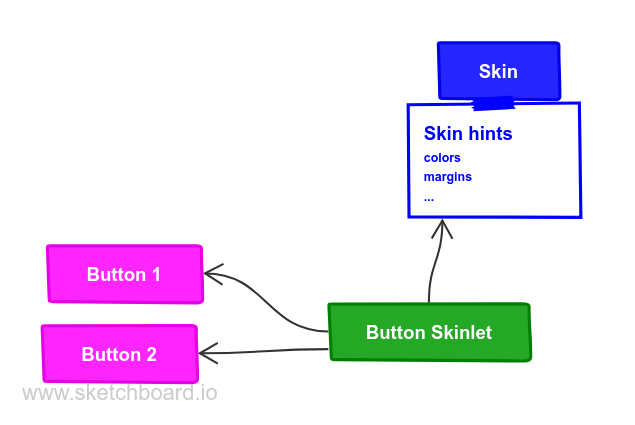 Skin
Skin hints
colors
margins
...
Button 1
Button Skinlet
Button 2
www.sketchboard.io